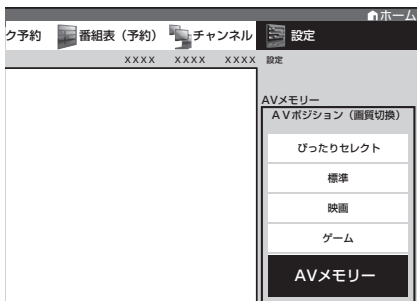 ホーム
ク予約 番組表（予約） チャンネル 設定
XXXX XXXX XXXX 設定
AVメモリー
AVポジション（画質切換）
ぴったりセレクト
標準
映画
ゲーム
AVメモリー